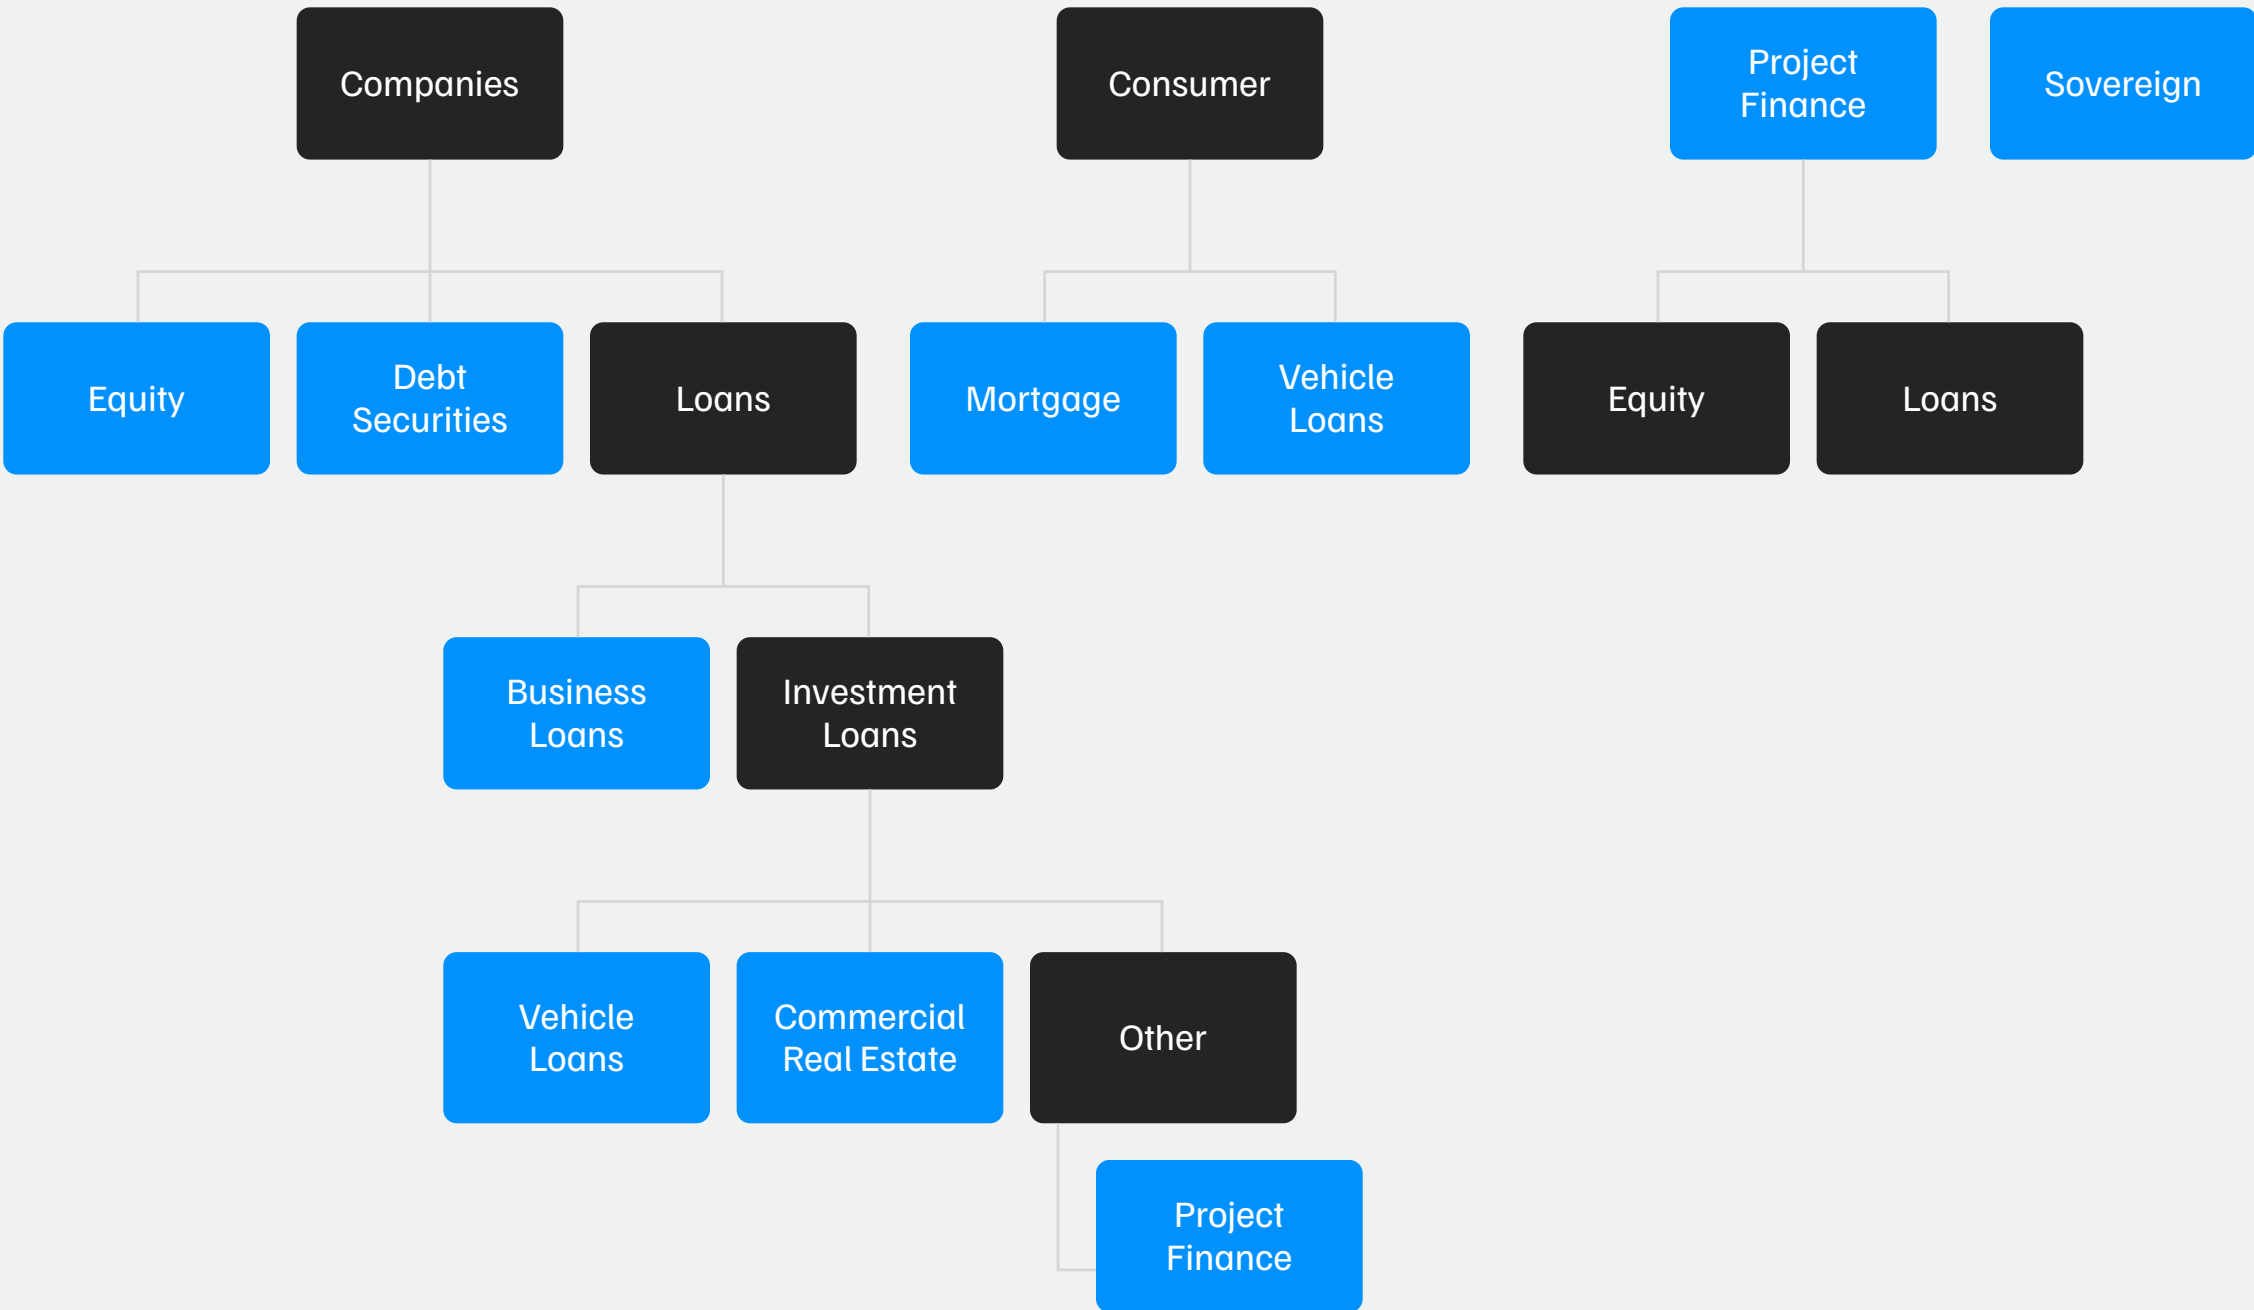 Companies
Consumer
Project
Finance
Sovereign
Equity
Debt
Securities
Loans
Mortgage
Vehicle
Loans
Equity
Loans
Business
Loans
Investment
Loans
Vehicle
Loans
Commercial
Real Estate
Other
Project
Finance